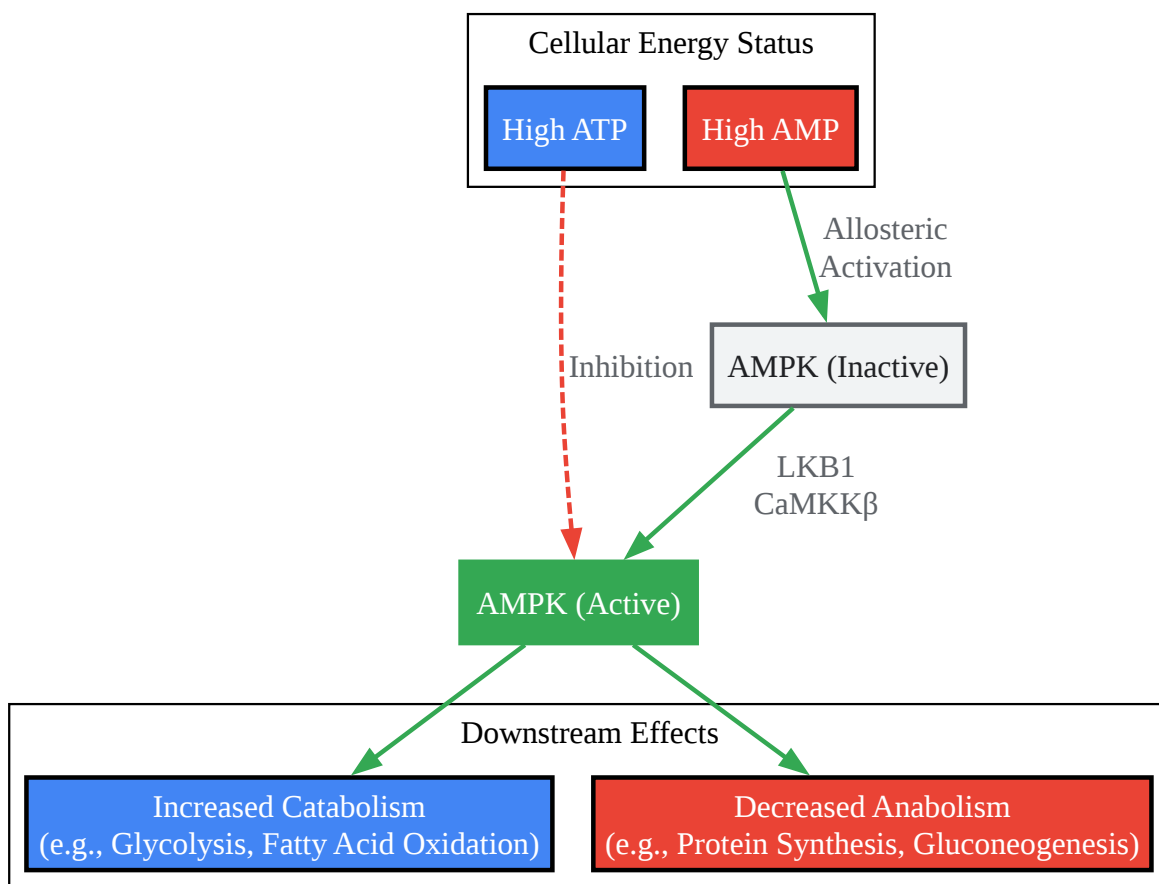 Cellular Energy Status
High ATP
High AMP
Allosteric
Activation
Inhibition
AMPK (Inactive)
LKB1
CaMKKβ
AMPK (Active)
Downstream Effects
Increased Catabolism
(e.g., Glycolysis, Fatty Acid Oxidation)
Decreased Anabolism
(e.g., Protein Synthesis, Gluconeogenesis)